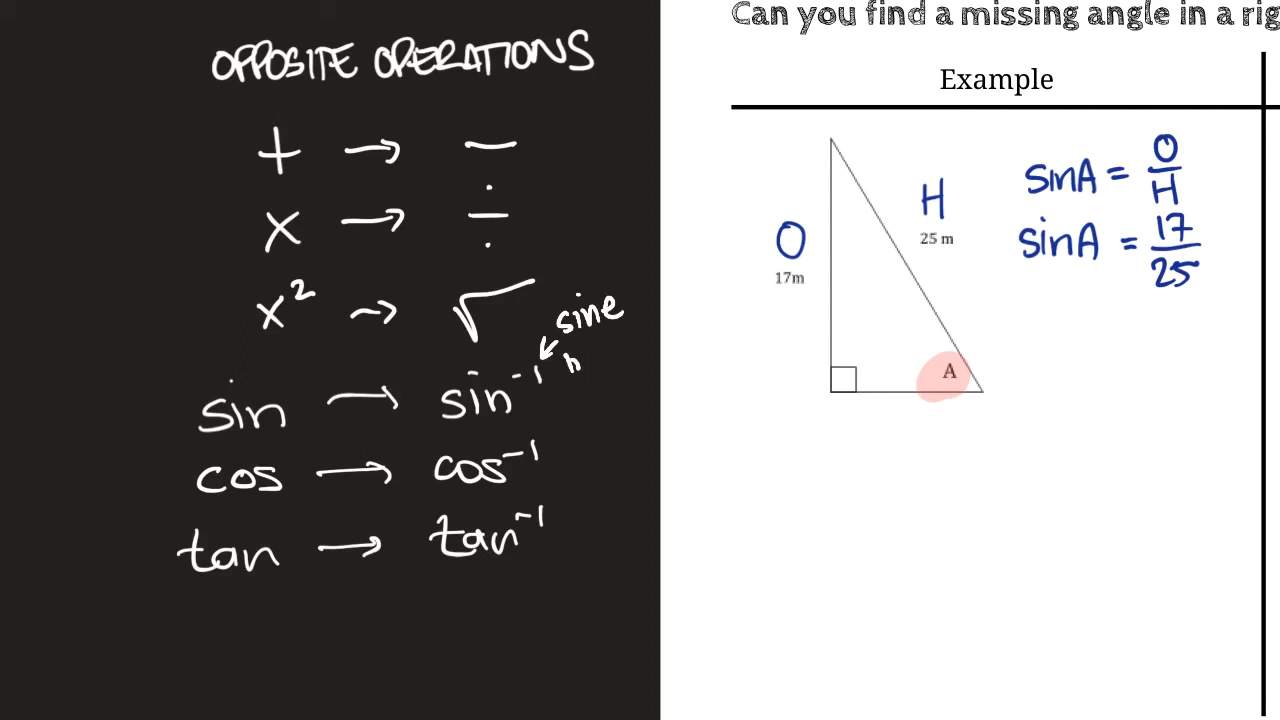 OPPOSITE OPERATIONS
+ → −
x → ÷
x² → √
sine
h
sin → sin⁻¹
cos → cos⁻¹
tan → tan⁻¹
Can you find a missing angle in a rig
Example
O
17m
H
25 m
A
sinA = O/H
sinA = 17/25